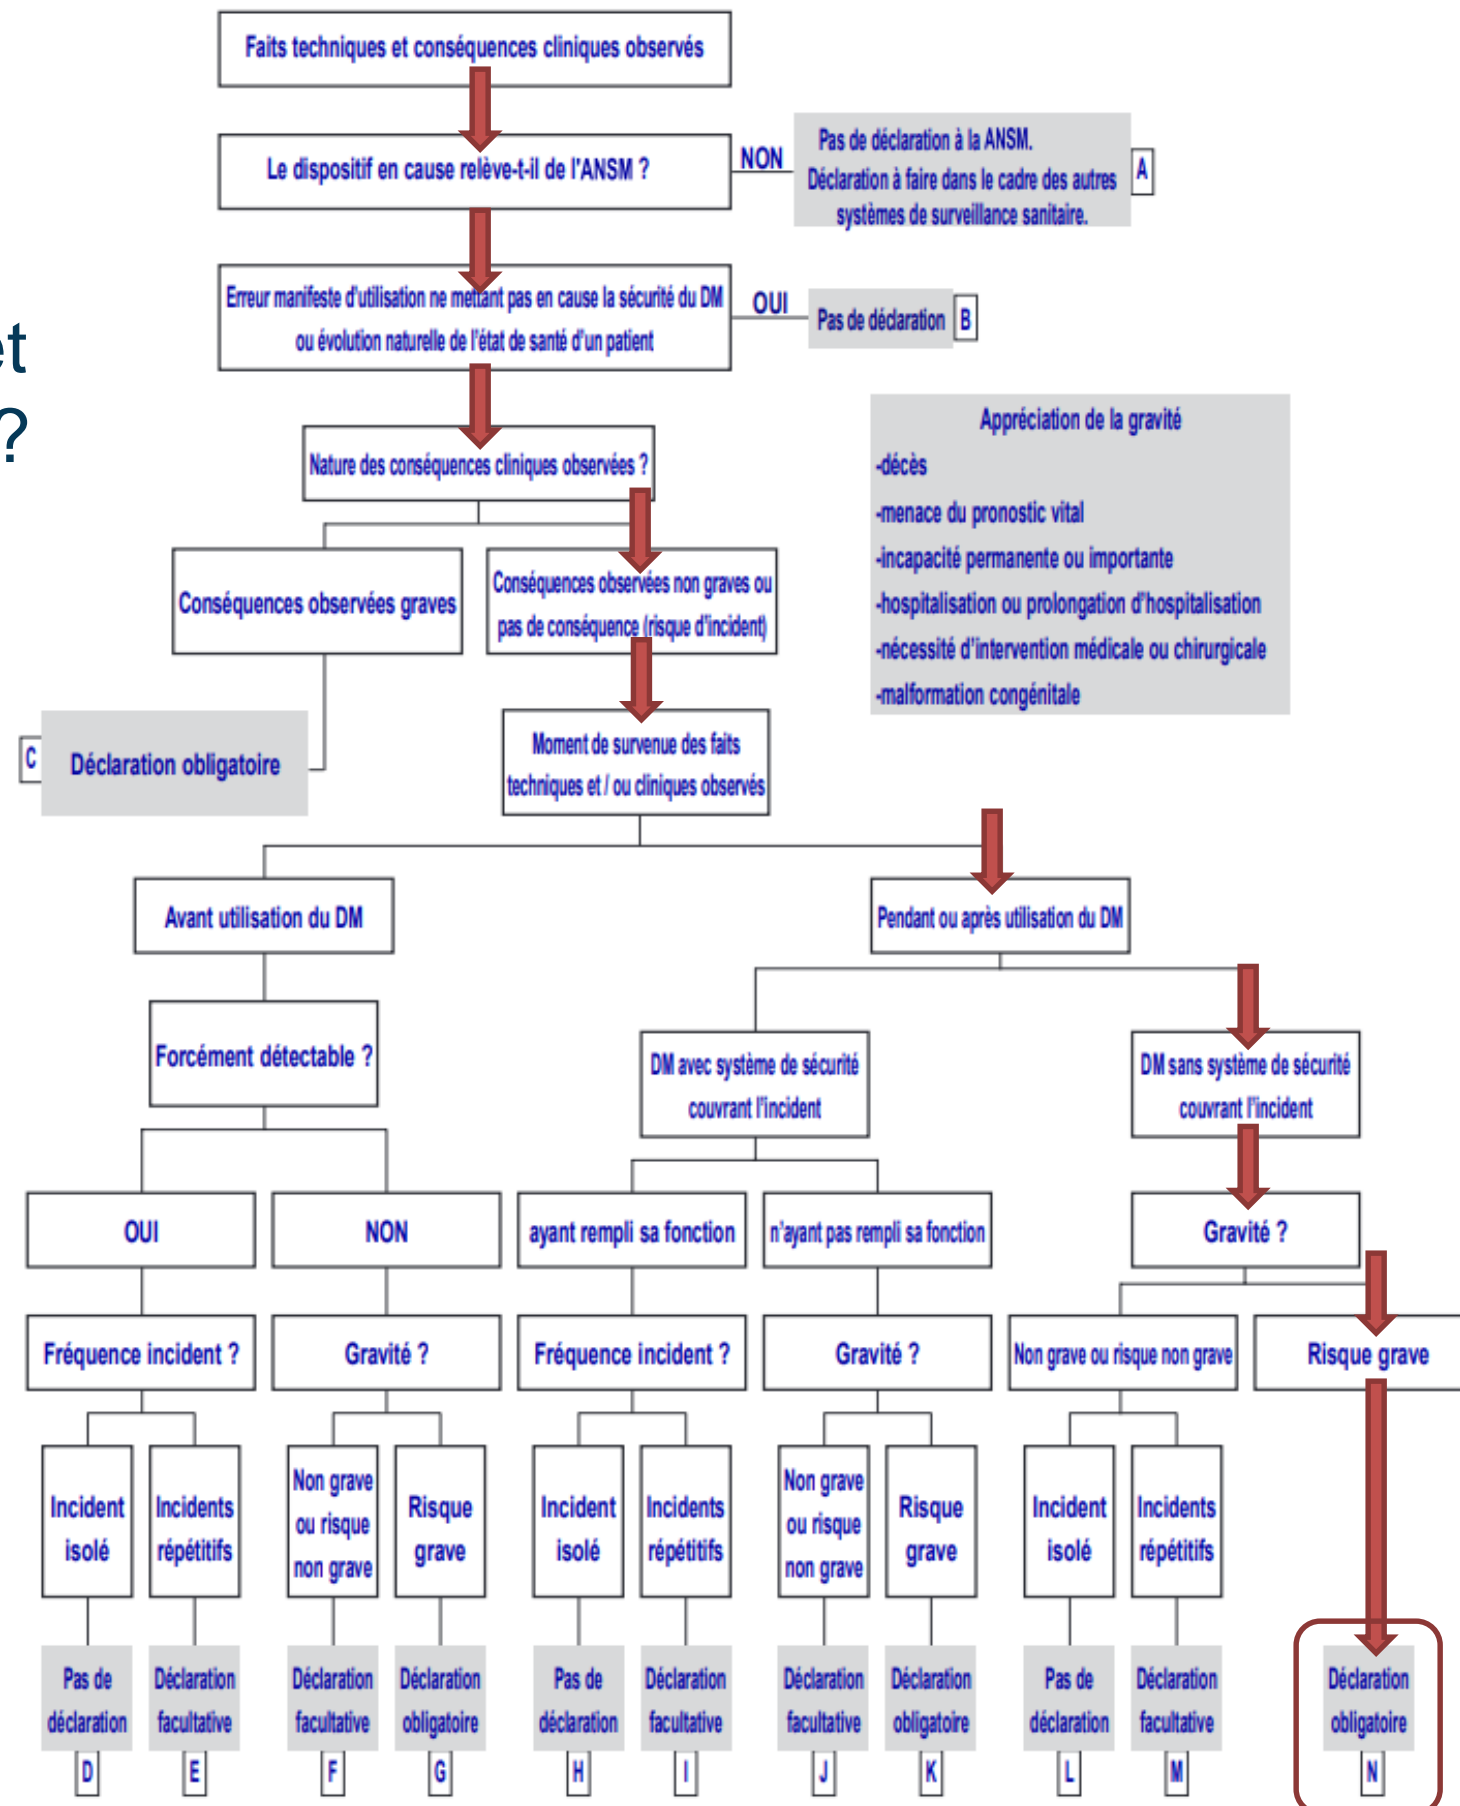 Faits techniques et conséquences cliniques observés
Le dispositif en cause relève-t-il de l'ANSM ?
NON
Pas de déclaration à la ANSM.
Déclaration à faire dans le cadre des autres
systèmes de surveillance sanitaire.
A
Erreur manifeste d'utilisation ne mettant pas en cause la sécurité du DM
ou évolution naturelle de l'état de santé d'un patient
OUI
Pas de déclaration
B
et
?
Nature des conséquences cliniques observées ?
Appréciation de la gravité
-décès
-menace du pronostic vital
-incapacité permanente ou importante
-hospitalisation ou prolongation d'hospitalisation
-nécessité d'intervention médicale ou chirurgicale
-malformation congénitale
Conséquences observées graves
Conséquences observées non graves ou
pas de conséquence (risque d'incident)
C
Déclaration obligatoire
Moment de survenue des faits
techniques et / ou cliniques observés
Avant utilisation du DM
Pendant ou après utilisation du DM
Forcément détectable ?
DM avec système de sécurité
couvrant l'incident
DM sans système de sécurité
couvrant l'incident
OUI
NON
ayant rempli sa fonction
n'ayant pas rempli sa fonction
Gravité ?
Fréquence incident ?
Gravité ?
Fréquence incident ?
Gravité ?
Non grave ou risque non grave
Risque grave
Incident
isolé
Incidents
répétitifs
Non grave
ou risque
non grave
Risque
grave
Incident
isolé
Incidents
répétitifs
Non grave
ou risque
non grave
Risque
grave
Incident
isolé
Incidents
répétitifs
Pas de
déclaration
D
Déclaration
facultative
E
Déclaration
facultative
F
Déclaration
obligatoire
G
Pas de
déclaration
H
Déclaration
facultative
I
Déclaration
facultative
J
Déclaration
obligatoire
K
Pas de
déclaration
L
Déclaration
facultative
M
Déclaration
obligatoire
N